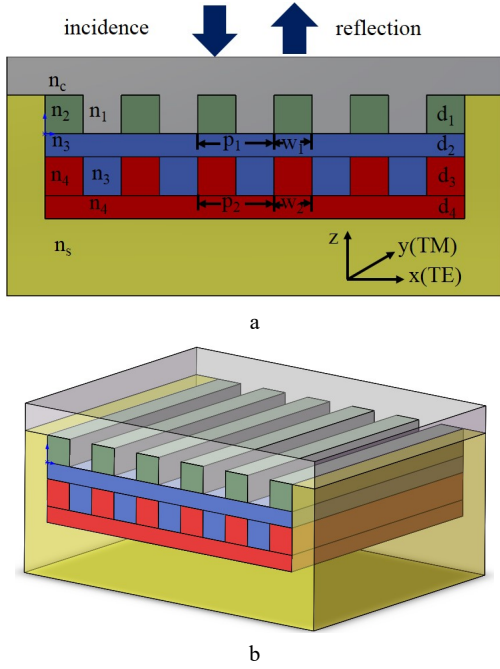 incidence reflection
n_c
n_2 n_1 d_1
n_3 p_1 w_1 d_2
n_4 n_3 d_3
n_4 p_2 w_2 d_4
n_s
z
y(TM)
x(TE)
a
b